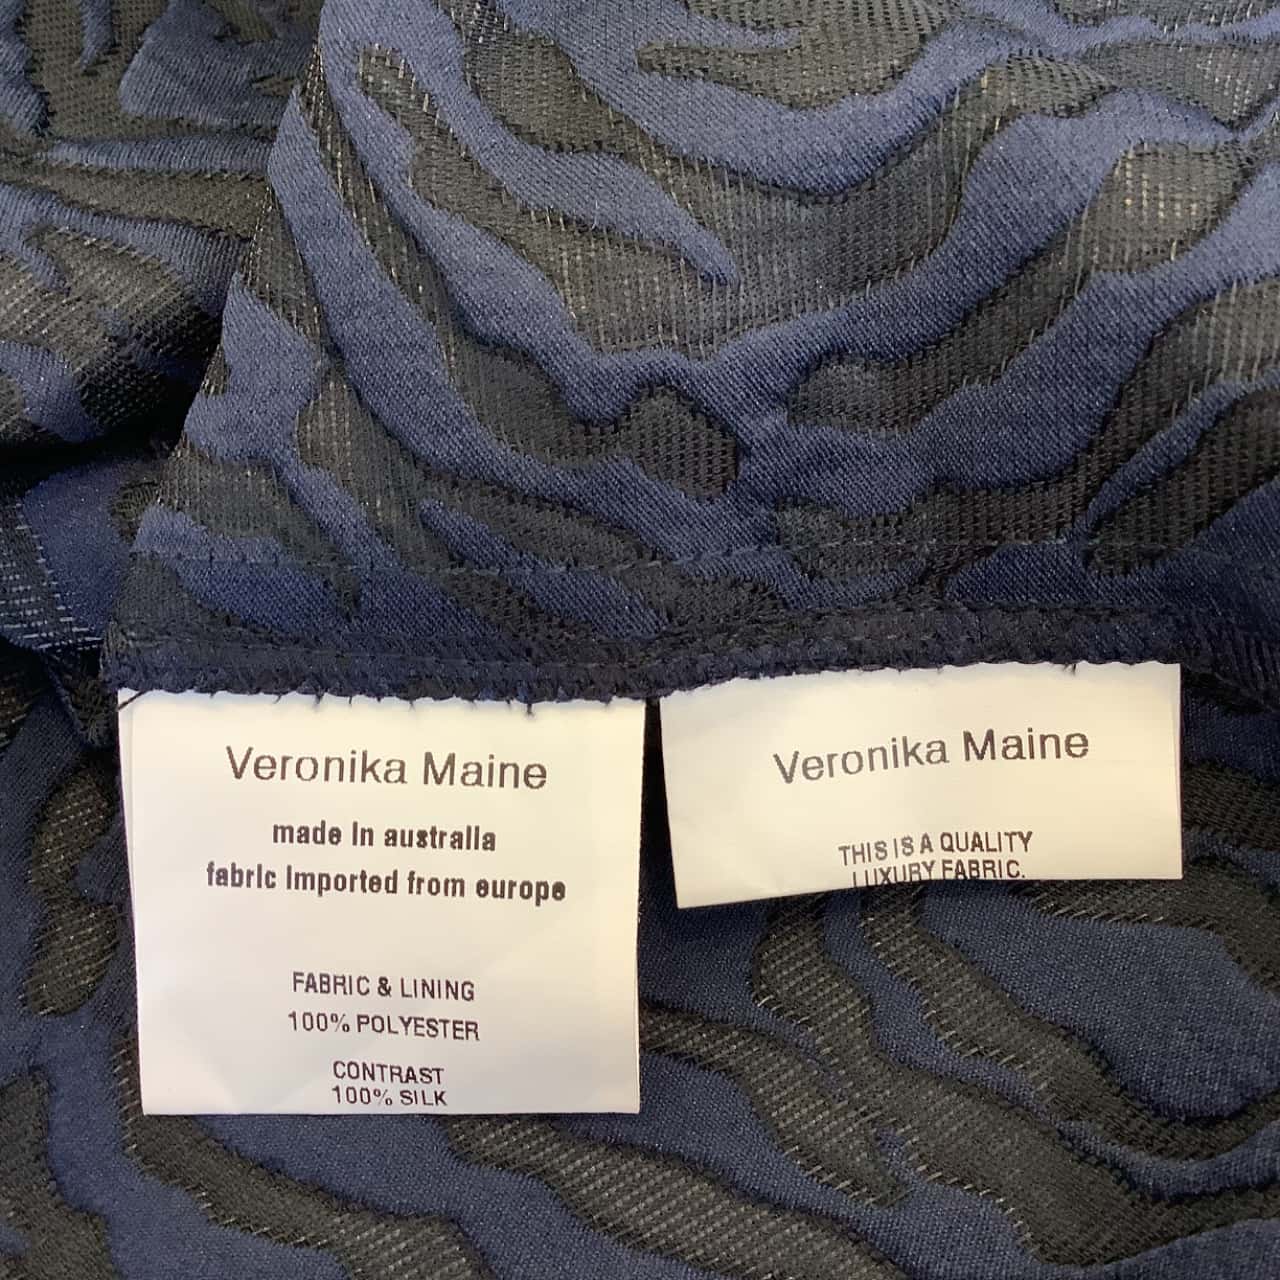 Veronika Maine
made in australia
fabric imported from europe
FABRIC & LINING
100% POLYESTER
CONTRAST
100% SILK
Veronika Maine
THIS IS A QUALITY
LUXURY FABRIC.